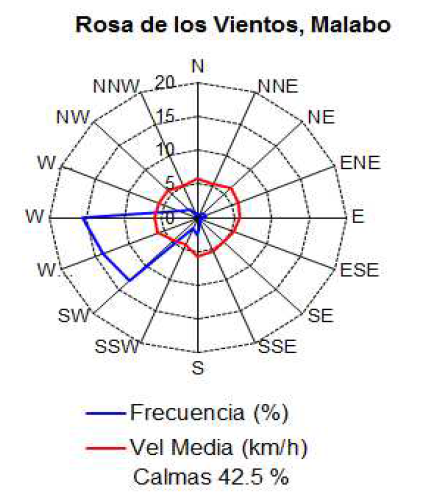 Rosa de los Vientos, Malabo
N
NNW
20
NNE
NW
15
NE
10
W
ENE
5
W
0
E
W
ESE
SW
SE
SSW
SSE
S
Frecuencia (%)
Vel Media (km/h)
Calmas 42.5 %